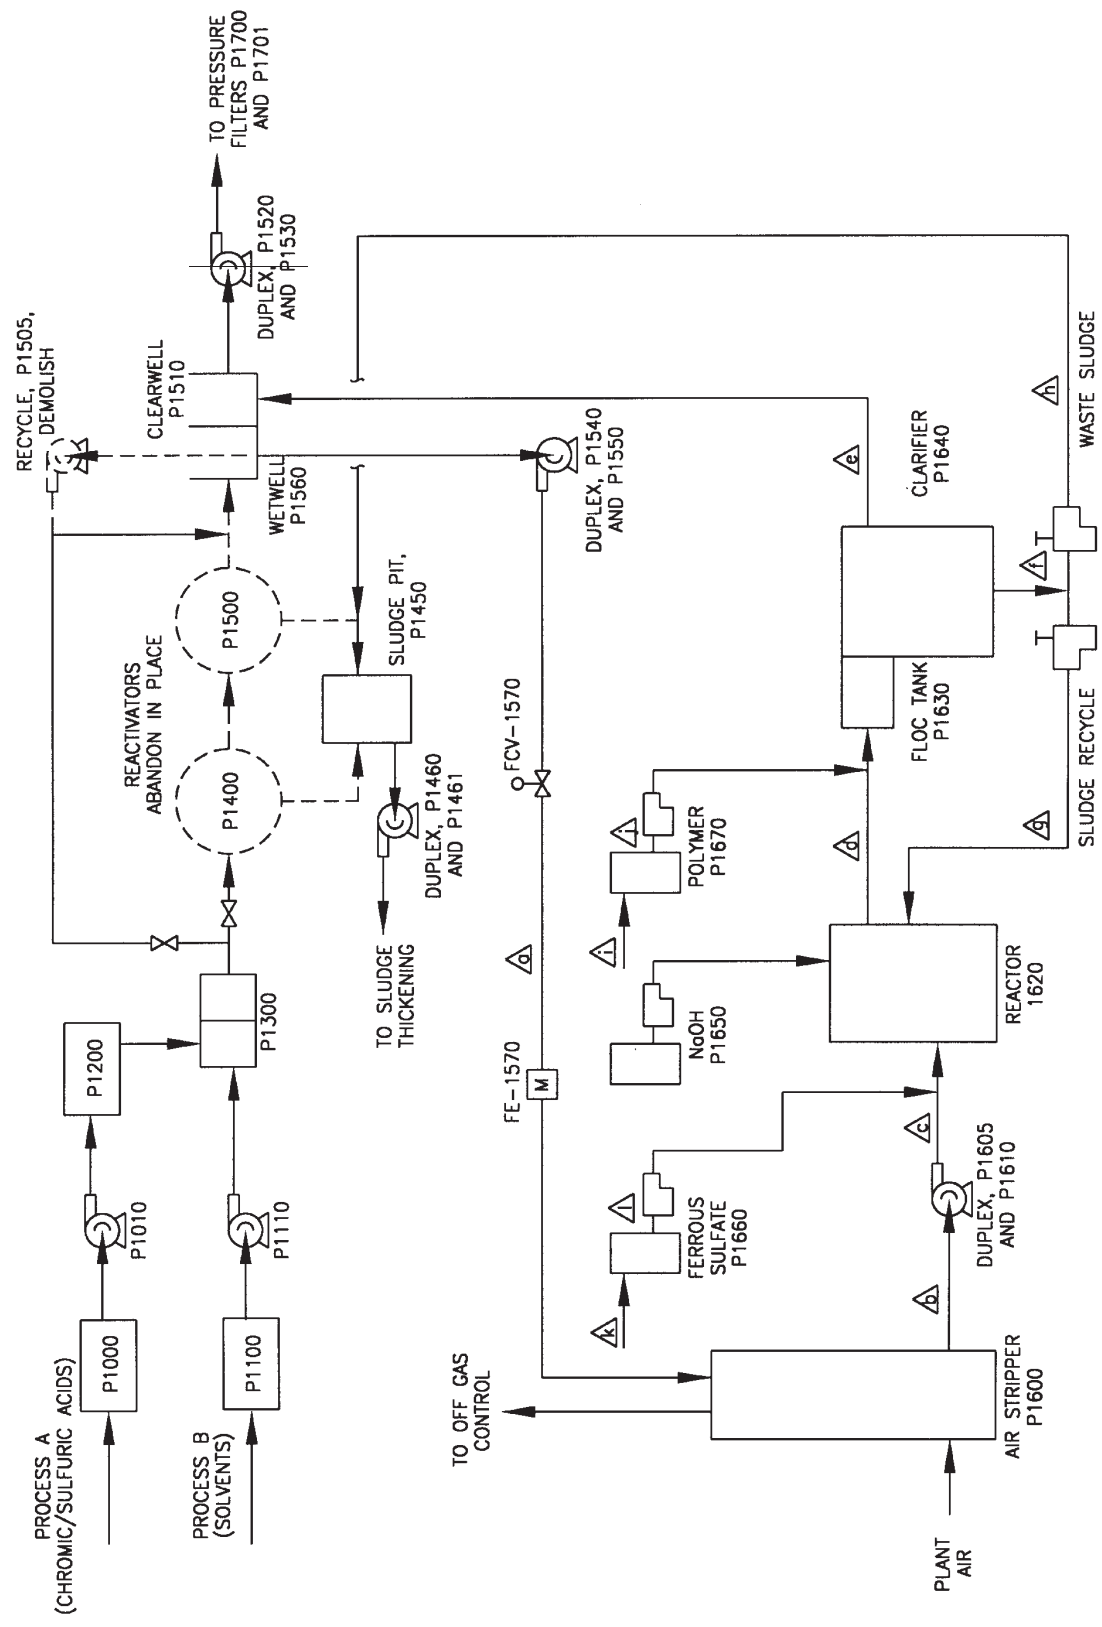 PROCESS A
(CHROMIC/SULFURIC ACIDS)
P1000
P1010
P1200
PROCESS B
(SOLVENTS)
P1100
P1110
P1300
RECYCLE, P1505,
DEMOLISH
REACTIVATORS
ABANDON IN PLACE
P1400
P1500
CLEARWELL
P1510
WETWELL
P1560
DUPLEX, P1520
AND P1530
TO PRESSURE
FILTERS P1700
AND P1701
SLUDGE PIT,
P1450
DUPLEX, P1460
AND P1461
TO SLUDGE
THICKENING
DUPLEX, P1540
AND P1550
FCV-1570
a
FE-1570
M
TO OFF GAS
CONTROL
k
l
FERROUS
SULFATE
P1660
NaOH
P1650
i
j
POLYMER
P1670
PLANT
AIR
AIR STRIPPER
P1600
b
DUPLEX, P1605
AND P1610
c
REACTOR
1620
d
FLOC TANK
P1630
CLARIFIER
P1640
e
f
g
SLUDGE RECYCLE
h
WASTE SLUDGE